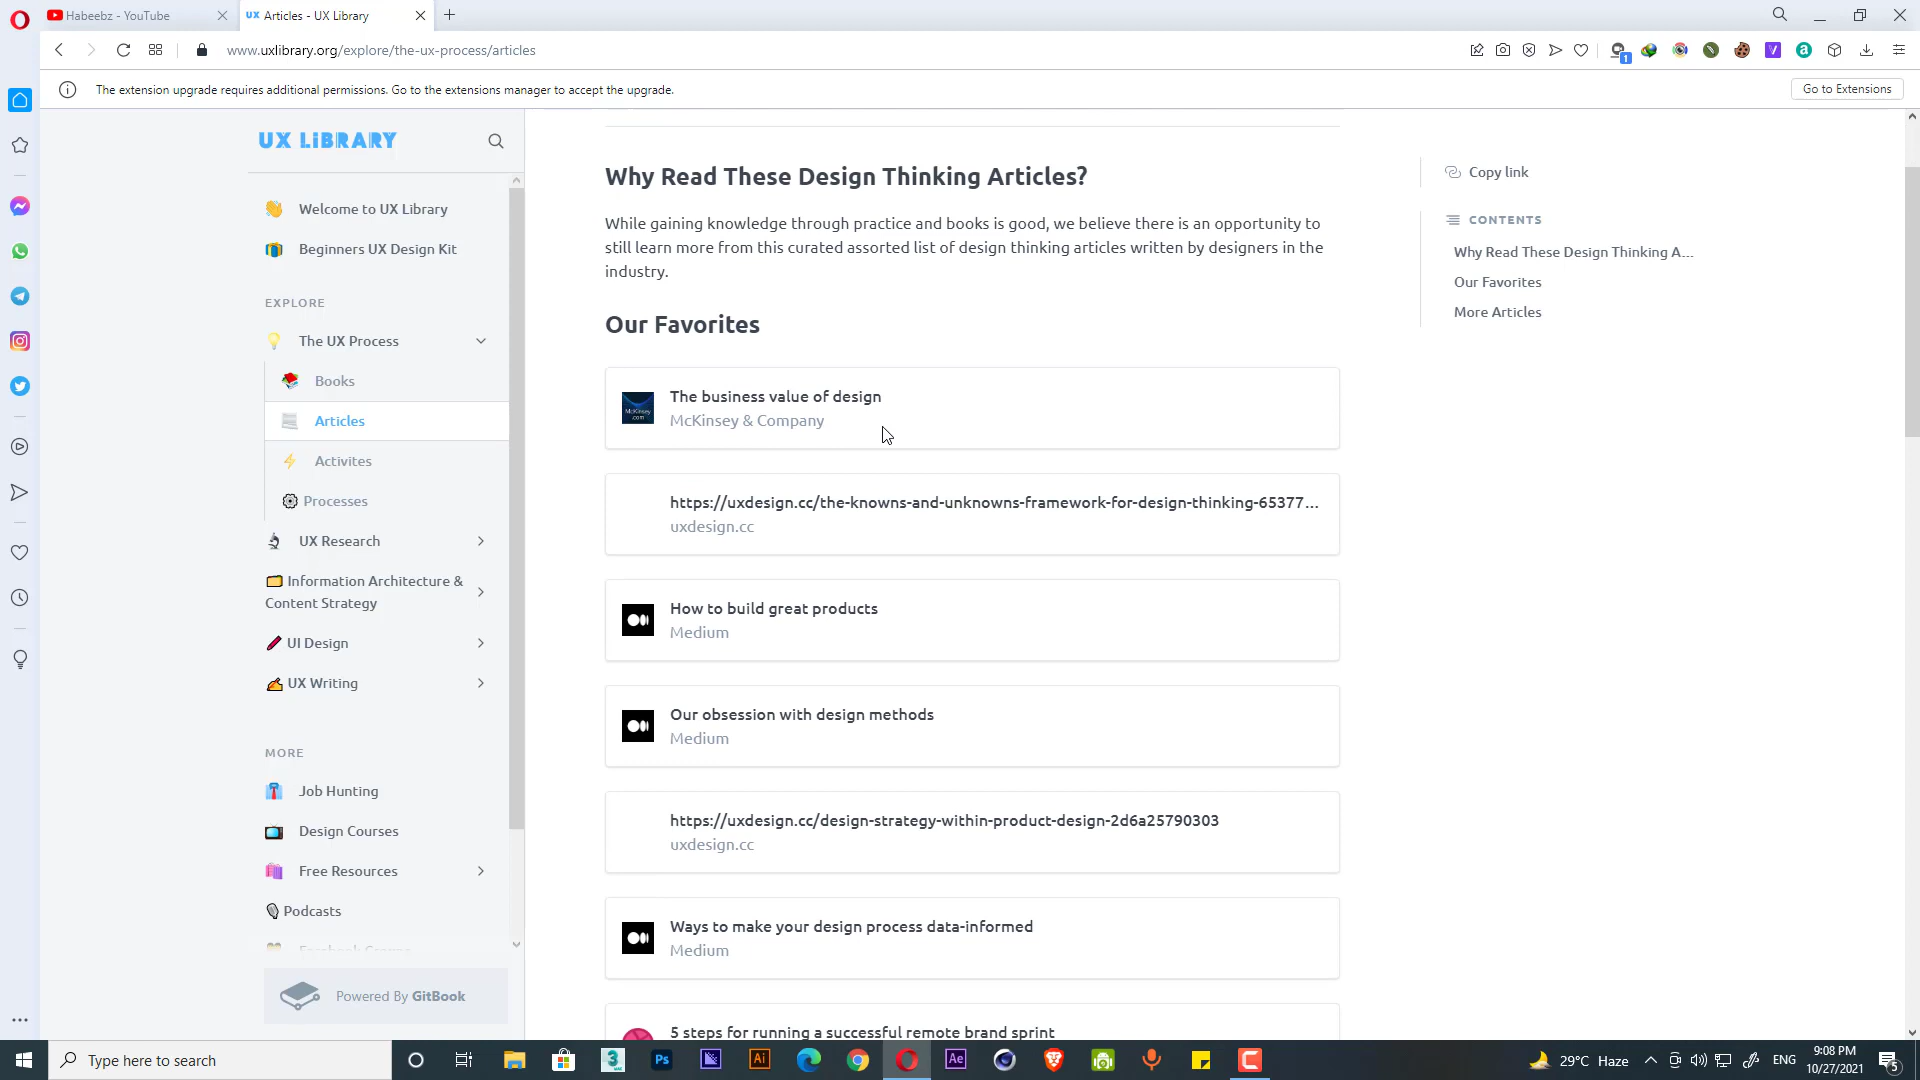 Habeebz - YouTube
UX Articles - UX Library
www.uxlibrary.org/explore/the-ux-process/articles
1
The extension upgrade requires additional permissions. Go to the extensions manager to accept the upgrade.
Go to Extensions
UX LiBRARY
Welcome to UX Library
Beginners UX Design Kit
EXPLORE
The UX Process
Books
Articles
Activites
Processes
UX Research
Information Architecture &
Content Strategy
UI Design
UX Writing
MORE
Job Hunting
Design Courses
Free Resources
Podcasts
Powered By GitBook
Why Read These Design Thinking Articles?
While gaining knowledge through practice and books is good, we believe there is an opportunity to
still learn more from this curated assorted list of design thinking articles written by designers in the
industry.
Our Favorites
McKinsey
.com
The business value of design
McKinsey & Company
https://uxdesign.cc/the-knowns-and-unknowns-framework-for-design-thinking-65377...
uxdesign.cc
How to build great products
Medium
Our obsession with design methods
Medium
https://uxdesign.cc/design-strategy-within-product-design-2d6a25790303
uxdesign.cc
Ways to make your design process data-informed
Medium
5 steps for running a successful remote brand sprint
Copy link
CONTENTS
Why Read These Design Thinking A...
Our Favorites
More Articles
Type here to search
3
Ps
Ai
Ae
29°C Haze
ENG
9:08 PM
10/27/2021
5